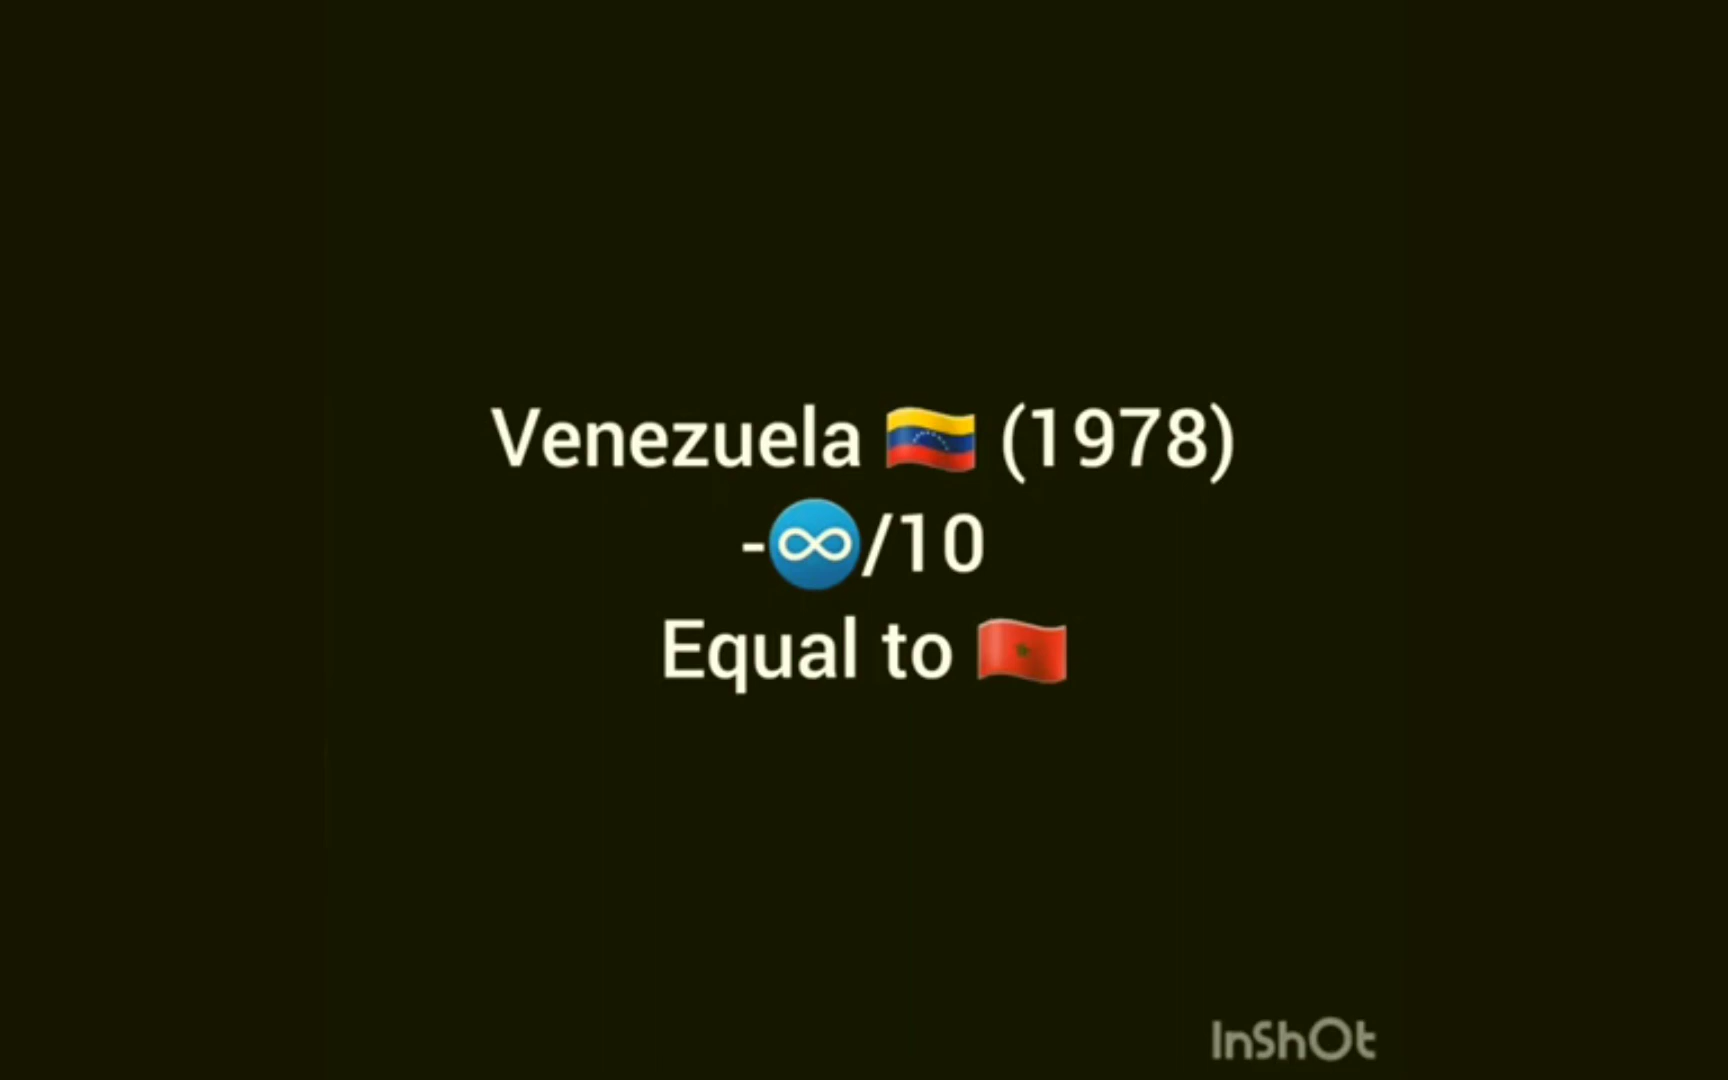 Venezuela 🇻🇪 (1978)
-♾️/10
Equal to 🇲🇦
InShOt